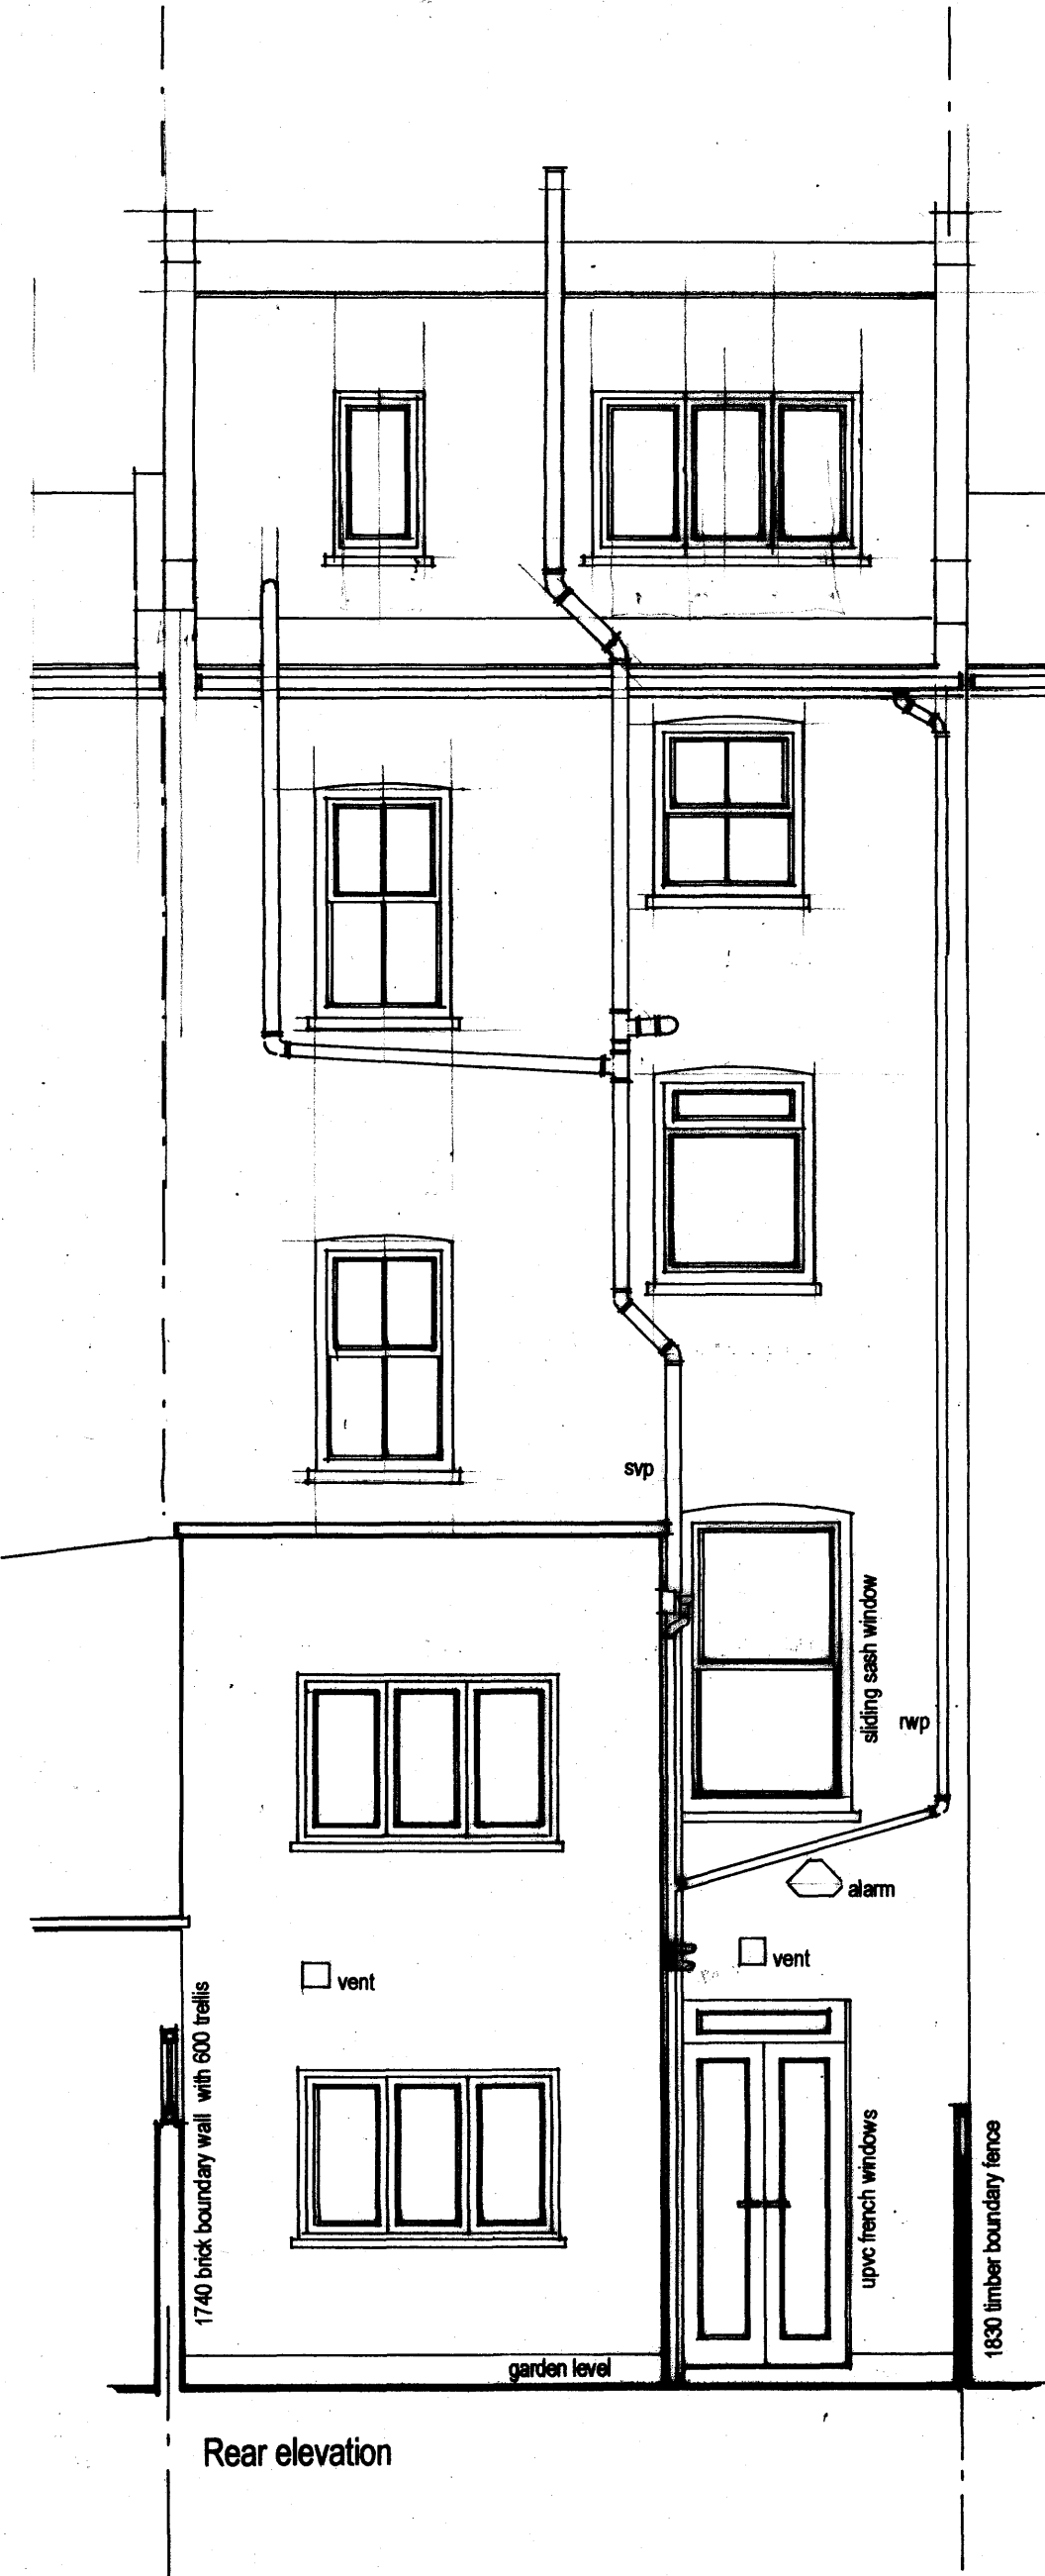 svp
sliding sash window
rwp
alarm
vent
vent
1740 brick boundary wall with 600 trellis
upvc french windows
1830 timber boundary fence
garden level
Rear elevation